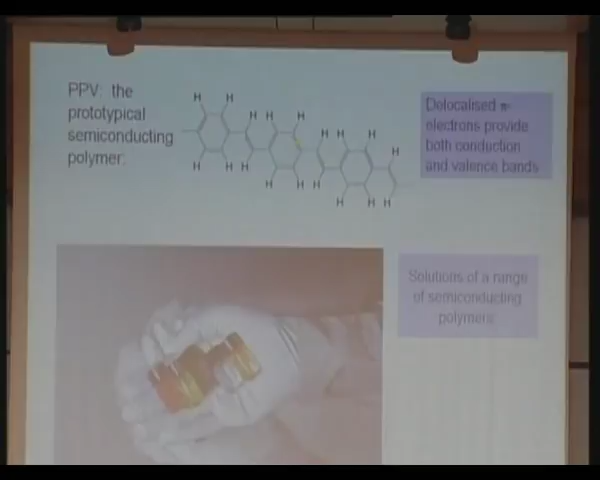 PPV: the
prototypical
semiconducting
polymer:
H H
H H H
H H H
H
H H H
H H H
H H H
Delocalised π-
electrons provide
both conduction
and valence bands
Solutions of a range
of semiconducting
polymers